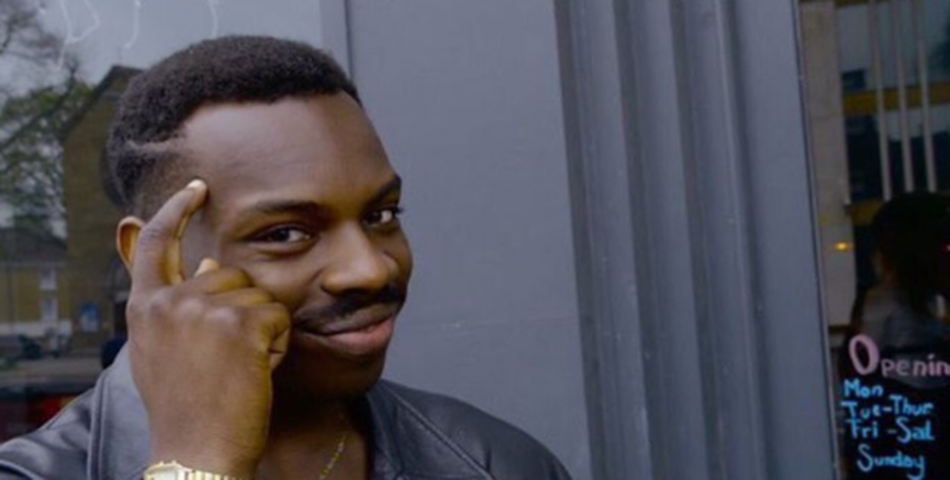 Openin
Mon
Tue-Thur
Fri-Sat
Sunday